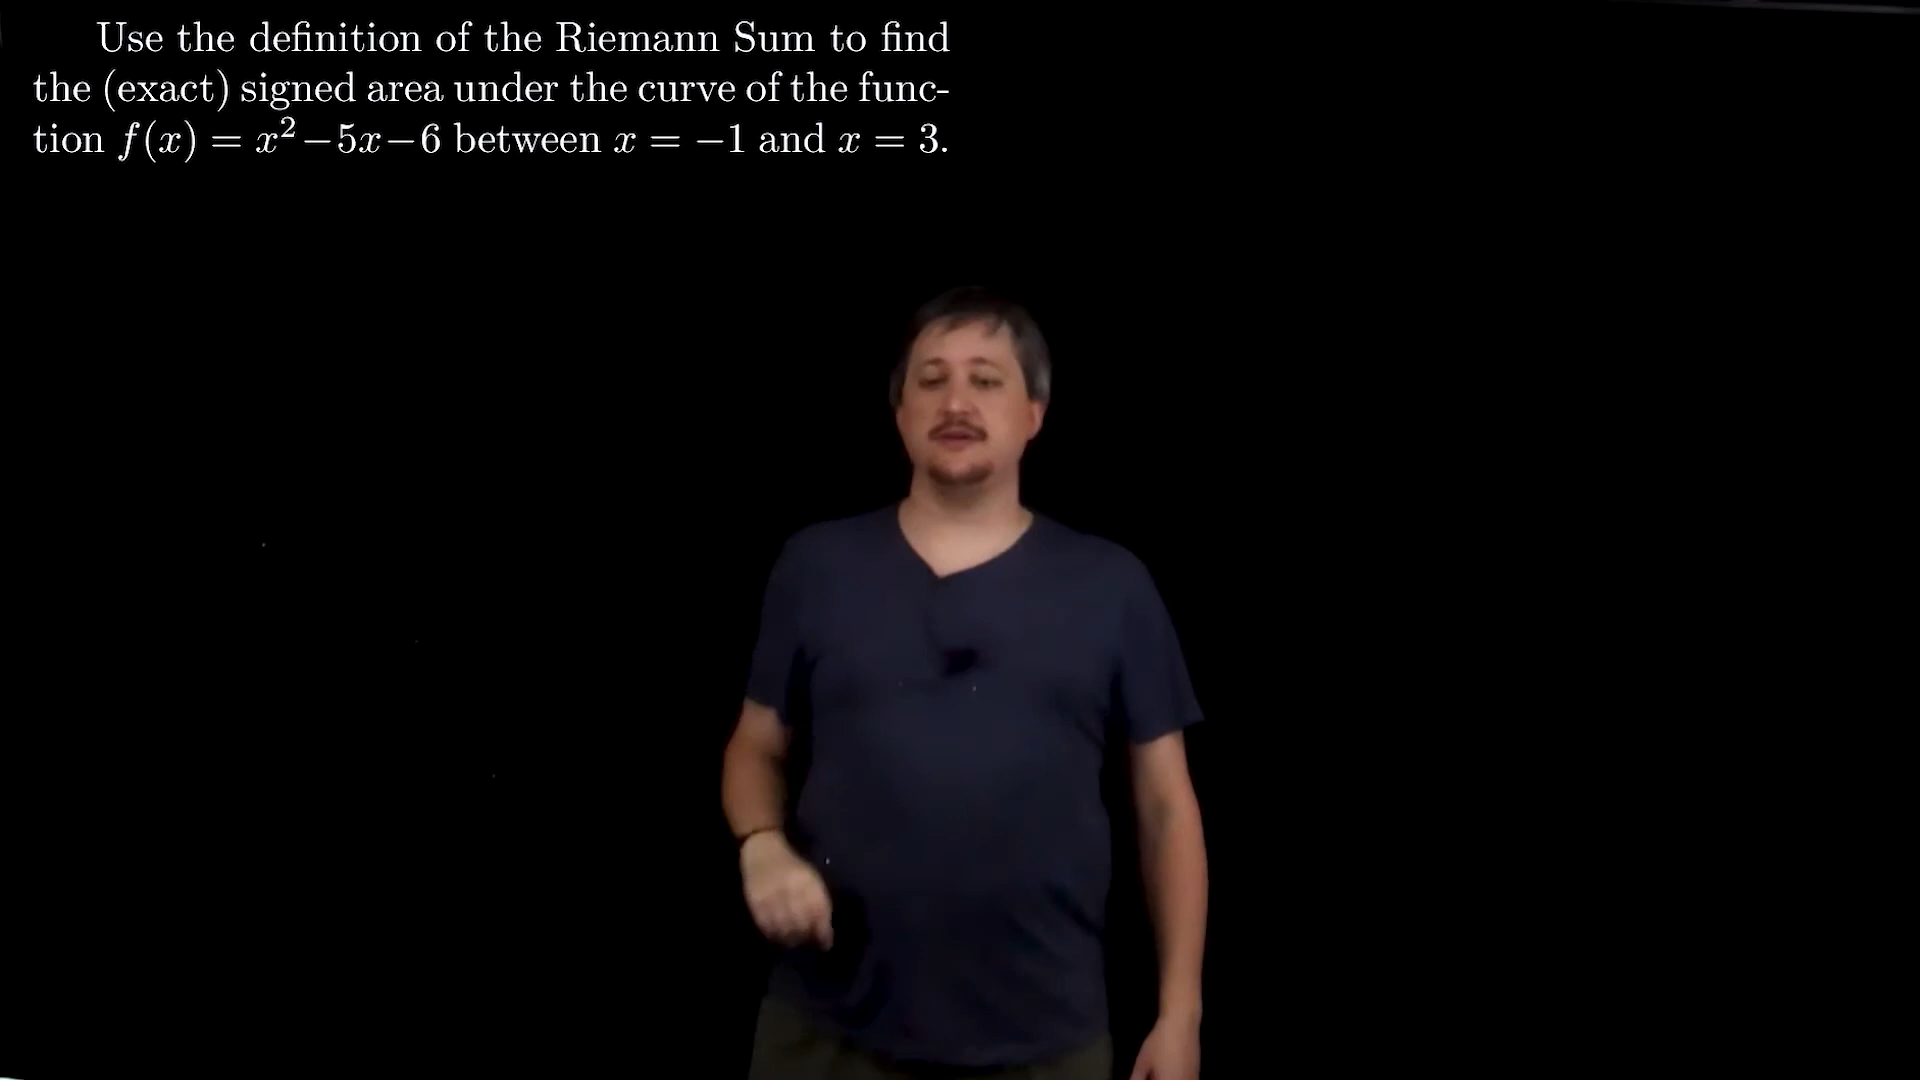 Use the definition of the Riemann Sum to find
the (exact) signed area under the curve of the func-
tion f(x) = x² − 5x − 6 between x = −1 and x = 3.